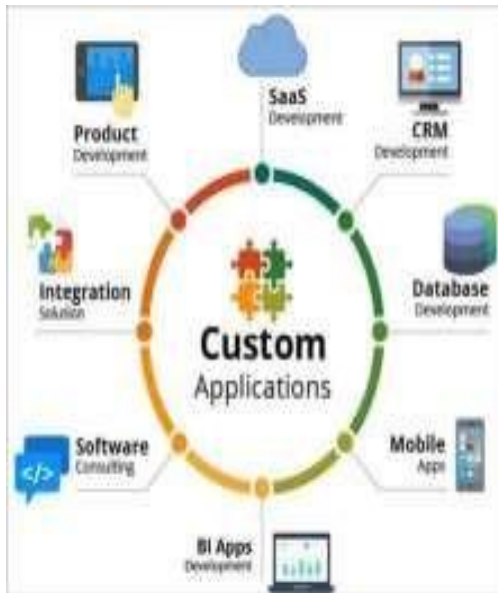 SaaS
Development
CRM
Development
Database
Development
Mobile
Apps
BI Apps
Development
Software
Consulting
Integration
Solution
Product
Development
Custom
Applications
</>